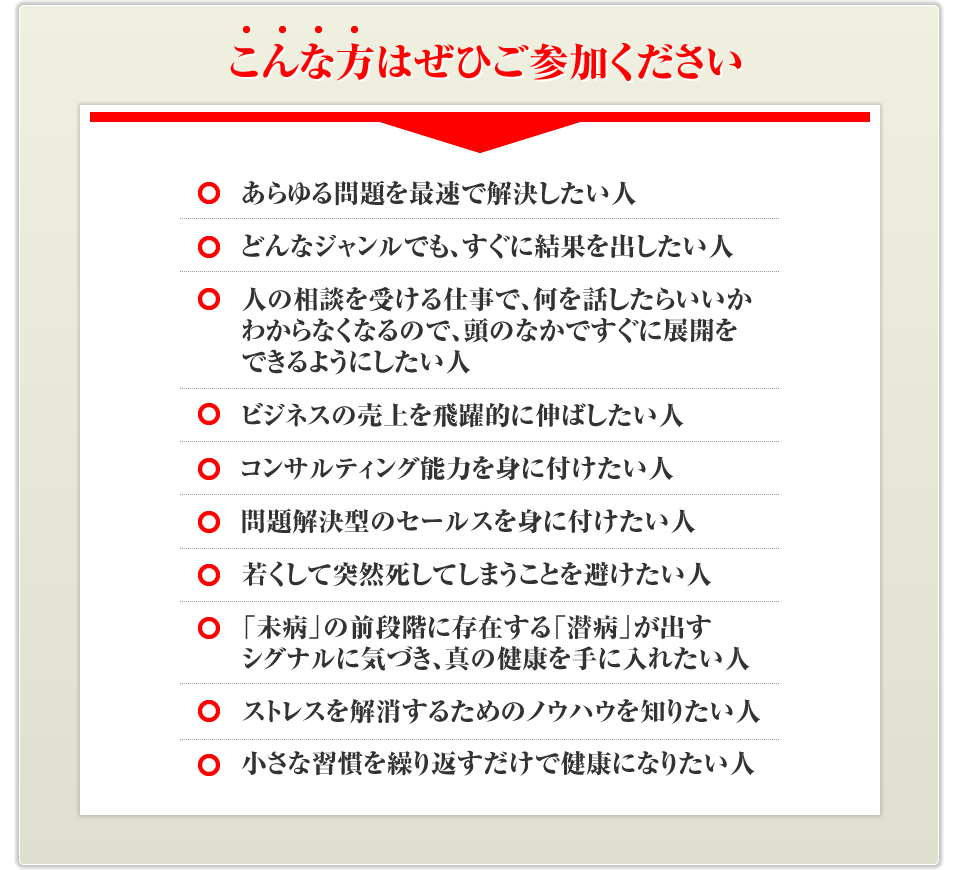 こんな方はぜひご参加ください
あらゆる問題を最速で解決したい人
どんなジャンルでも、すぐに結果を出したい人
人の相談を受ける仕事で、何を話したらいいか
わからなくなるので、頭のなかですぐに展開を
できるようにしたい人
ビジネスの売上を飛躍的に伸ばしたい人
コンサルティング能力を身に付けたい人
問題解決型のセールスを身に付けたい人
若くして突然死してしまうことを避けたい人
「未病」の前段階に存在する「潜病」が出す
シグナルに気づき、真の健康を手に入れたい人
ストレスを解消するためのノウハウを知りたい人
小さな習慣を繰り返すだけで健康になりたい人